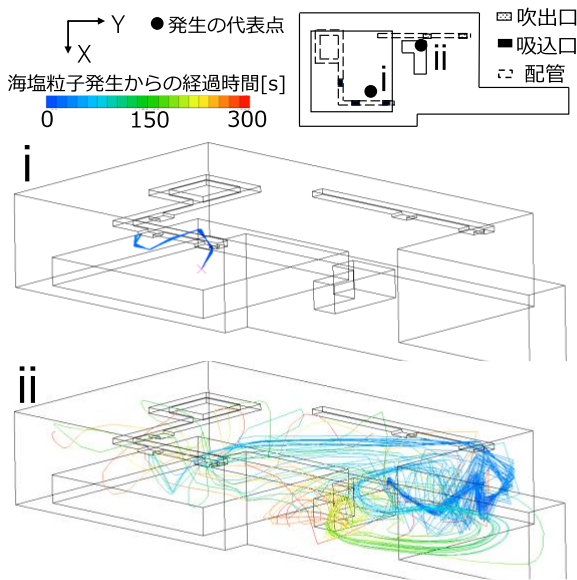 Y
X
発生の代表点
海塩粒子発生からの経過時間[s]
0 150 300
i
ii
吹出口
吸込口
配管
i
ii